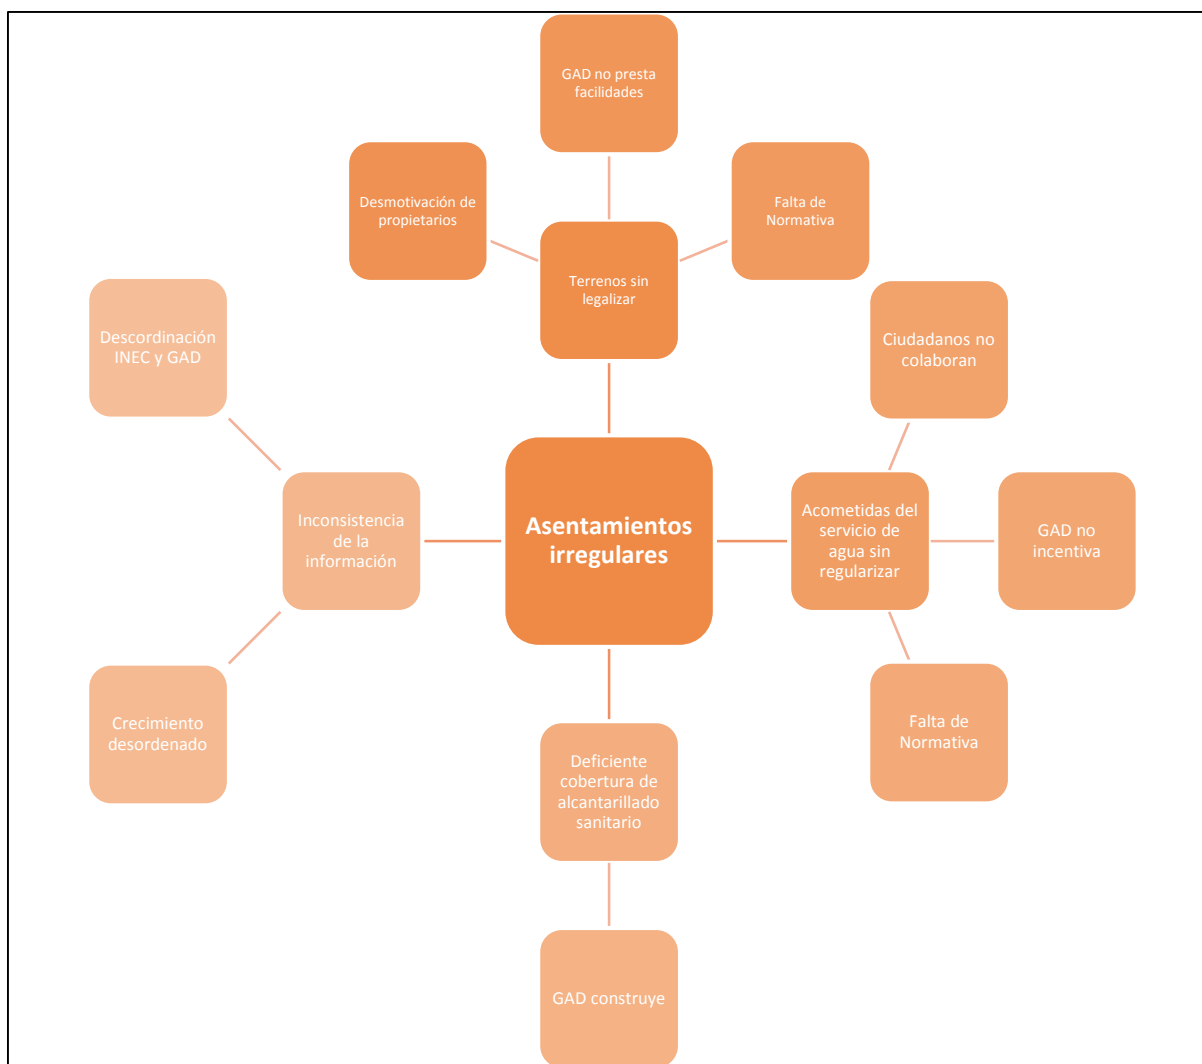 GAD no presta
facilidades
Desmotivación de
propietarios
Falta de
Normativa
Terrenos sin
legalizar
Descordinación
INEC y GAD
Ciudadanos no
colaboran
Inconsistencia
de la
información
Asentamientos
irregulares
Acometidas del
servicio de
agua sin
regularizar
GAD no
incentiva
Crecimiento
desordenado
Falta de
Normativa
Deficiente
cobertura de
alcantarillado
sanitario
GAD construye